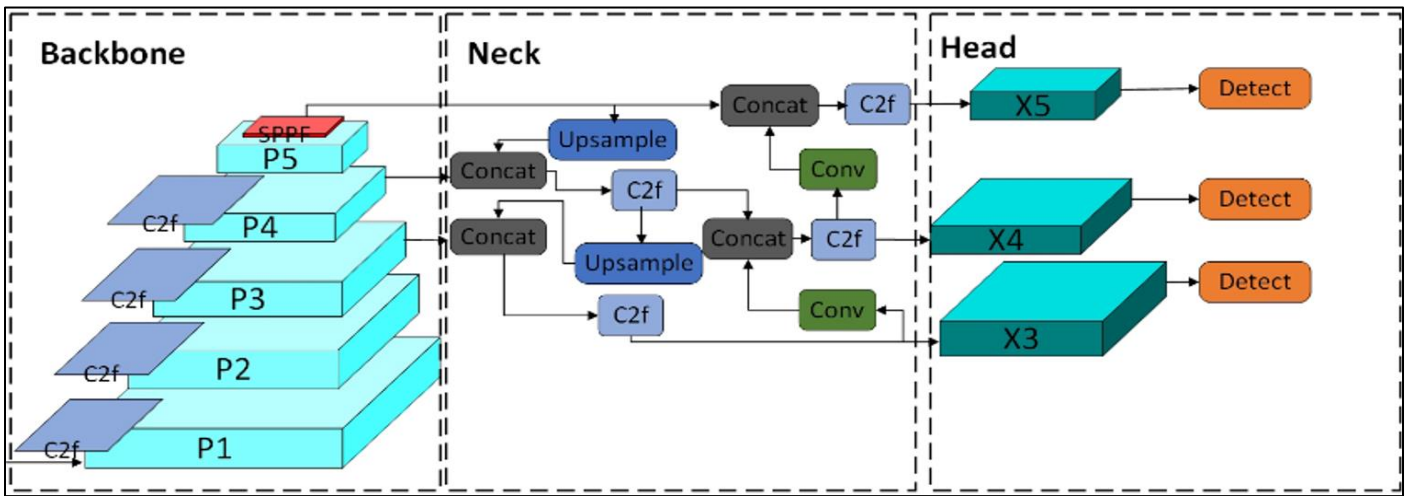 Backbone
SPPF
P5
C2f
P4
C2f
P3
C2f
P2
C2f
P1
Neck
Concat
C2f
Upsample
Concat
C2f
Conv
Concat
Upsample
Concat
C2f
C2f
Conv
Head
X5
Detect
X4
Detect
X3
Detect